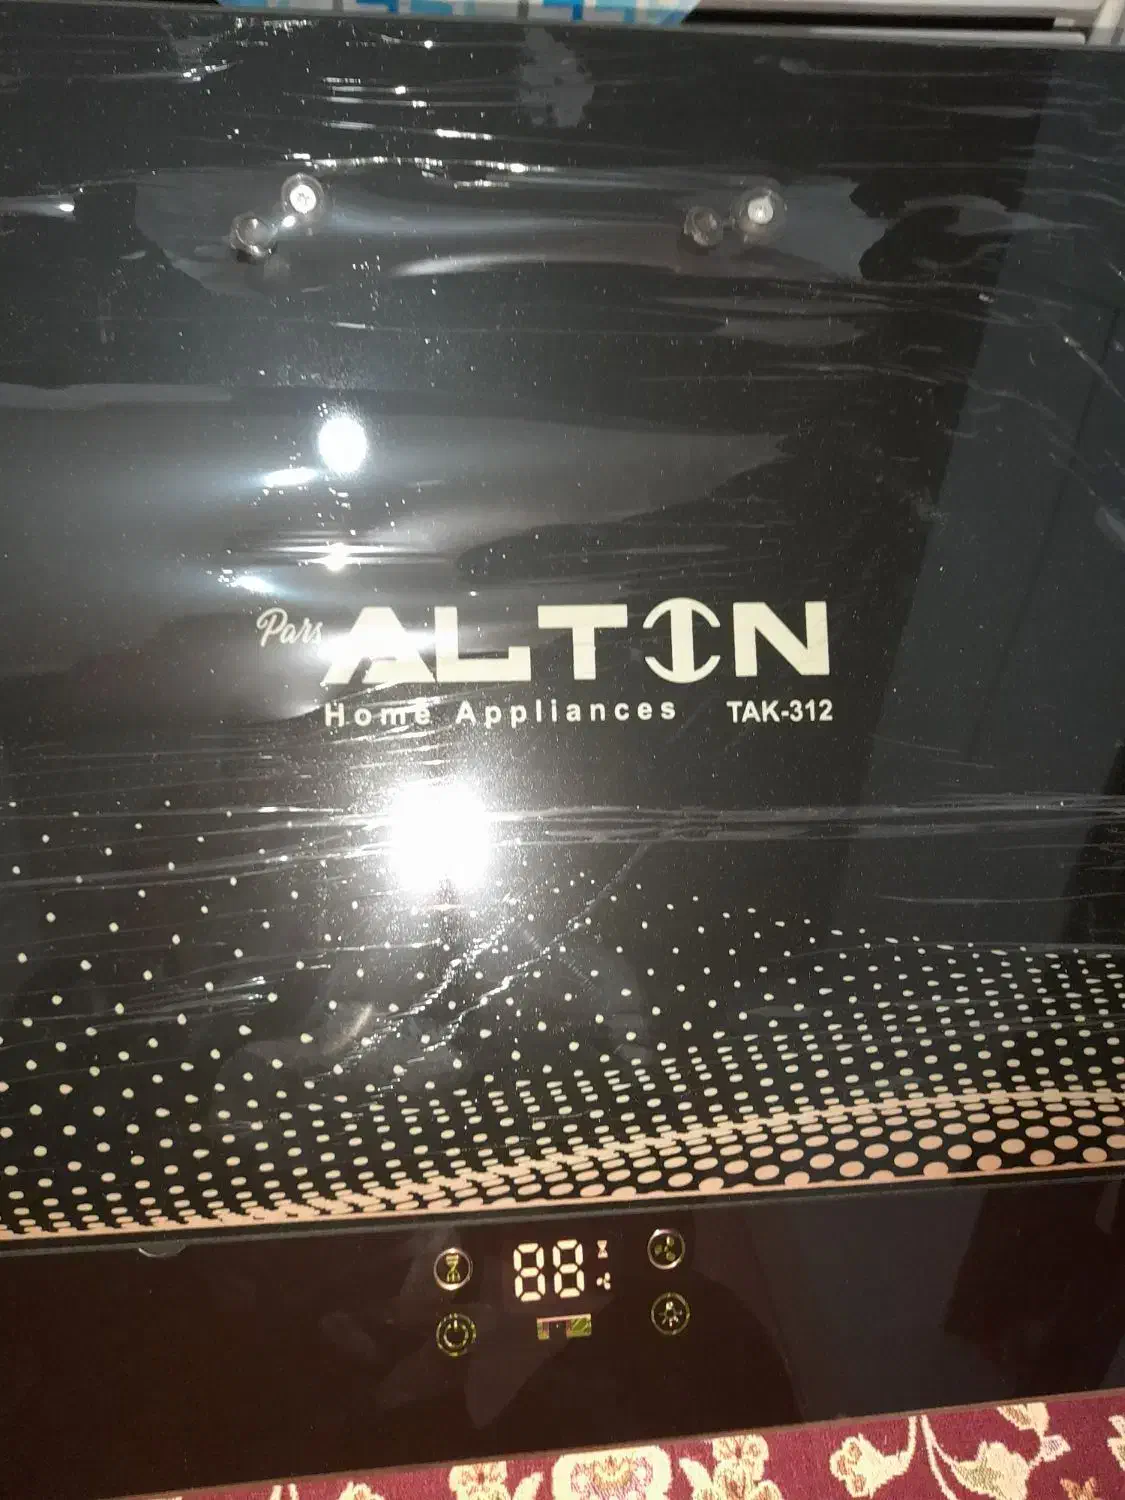 Pars ALTON
Home Appliances TAK-312
88